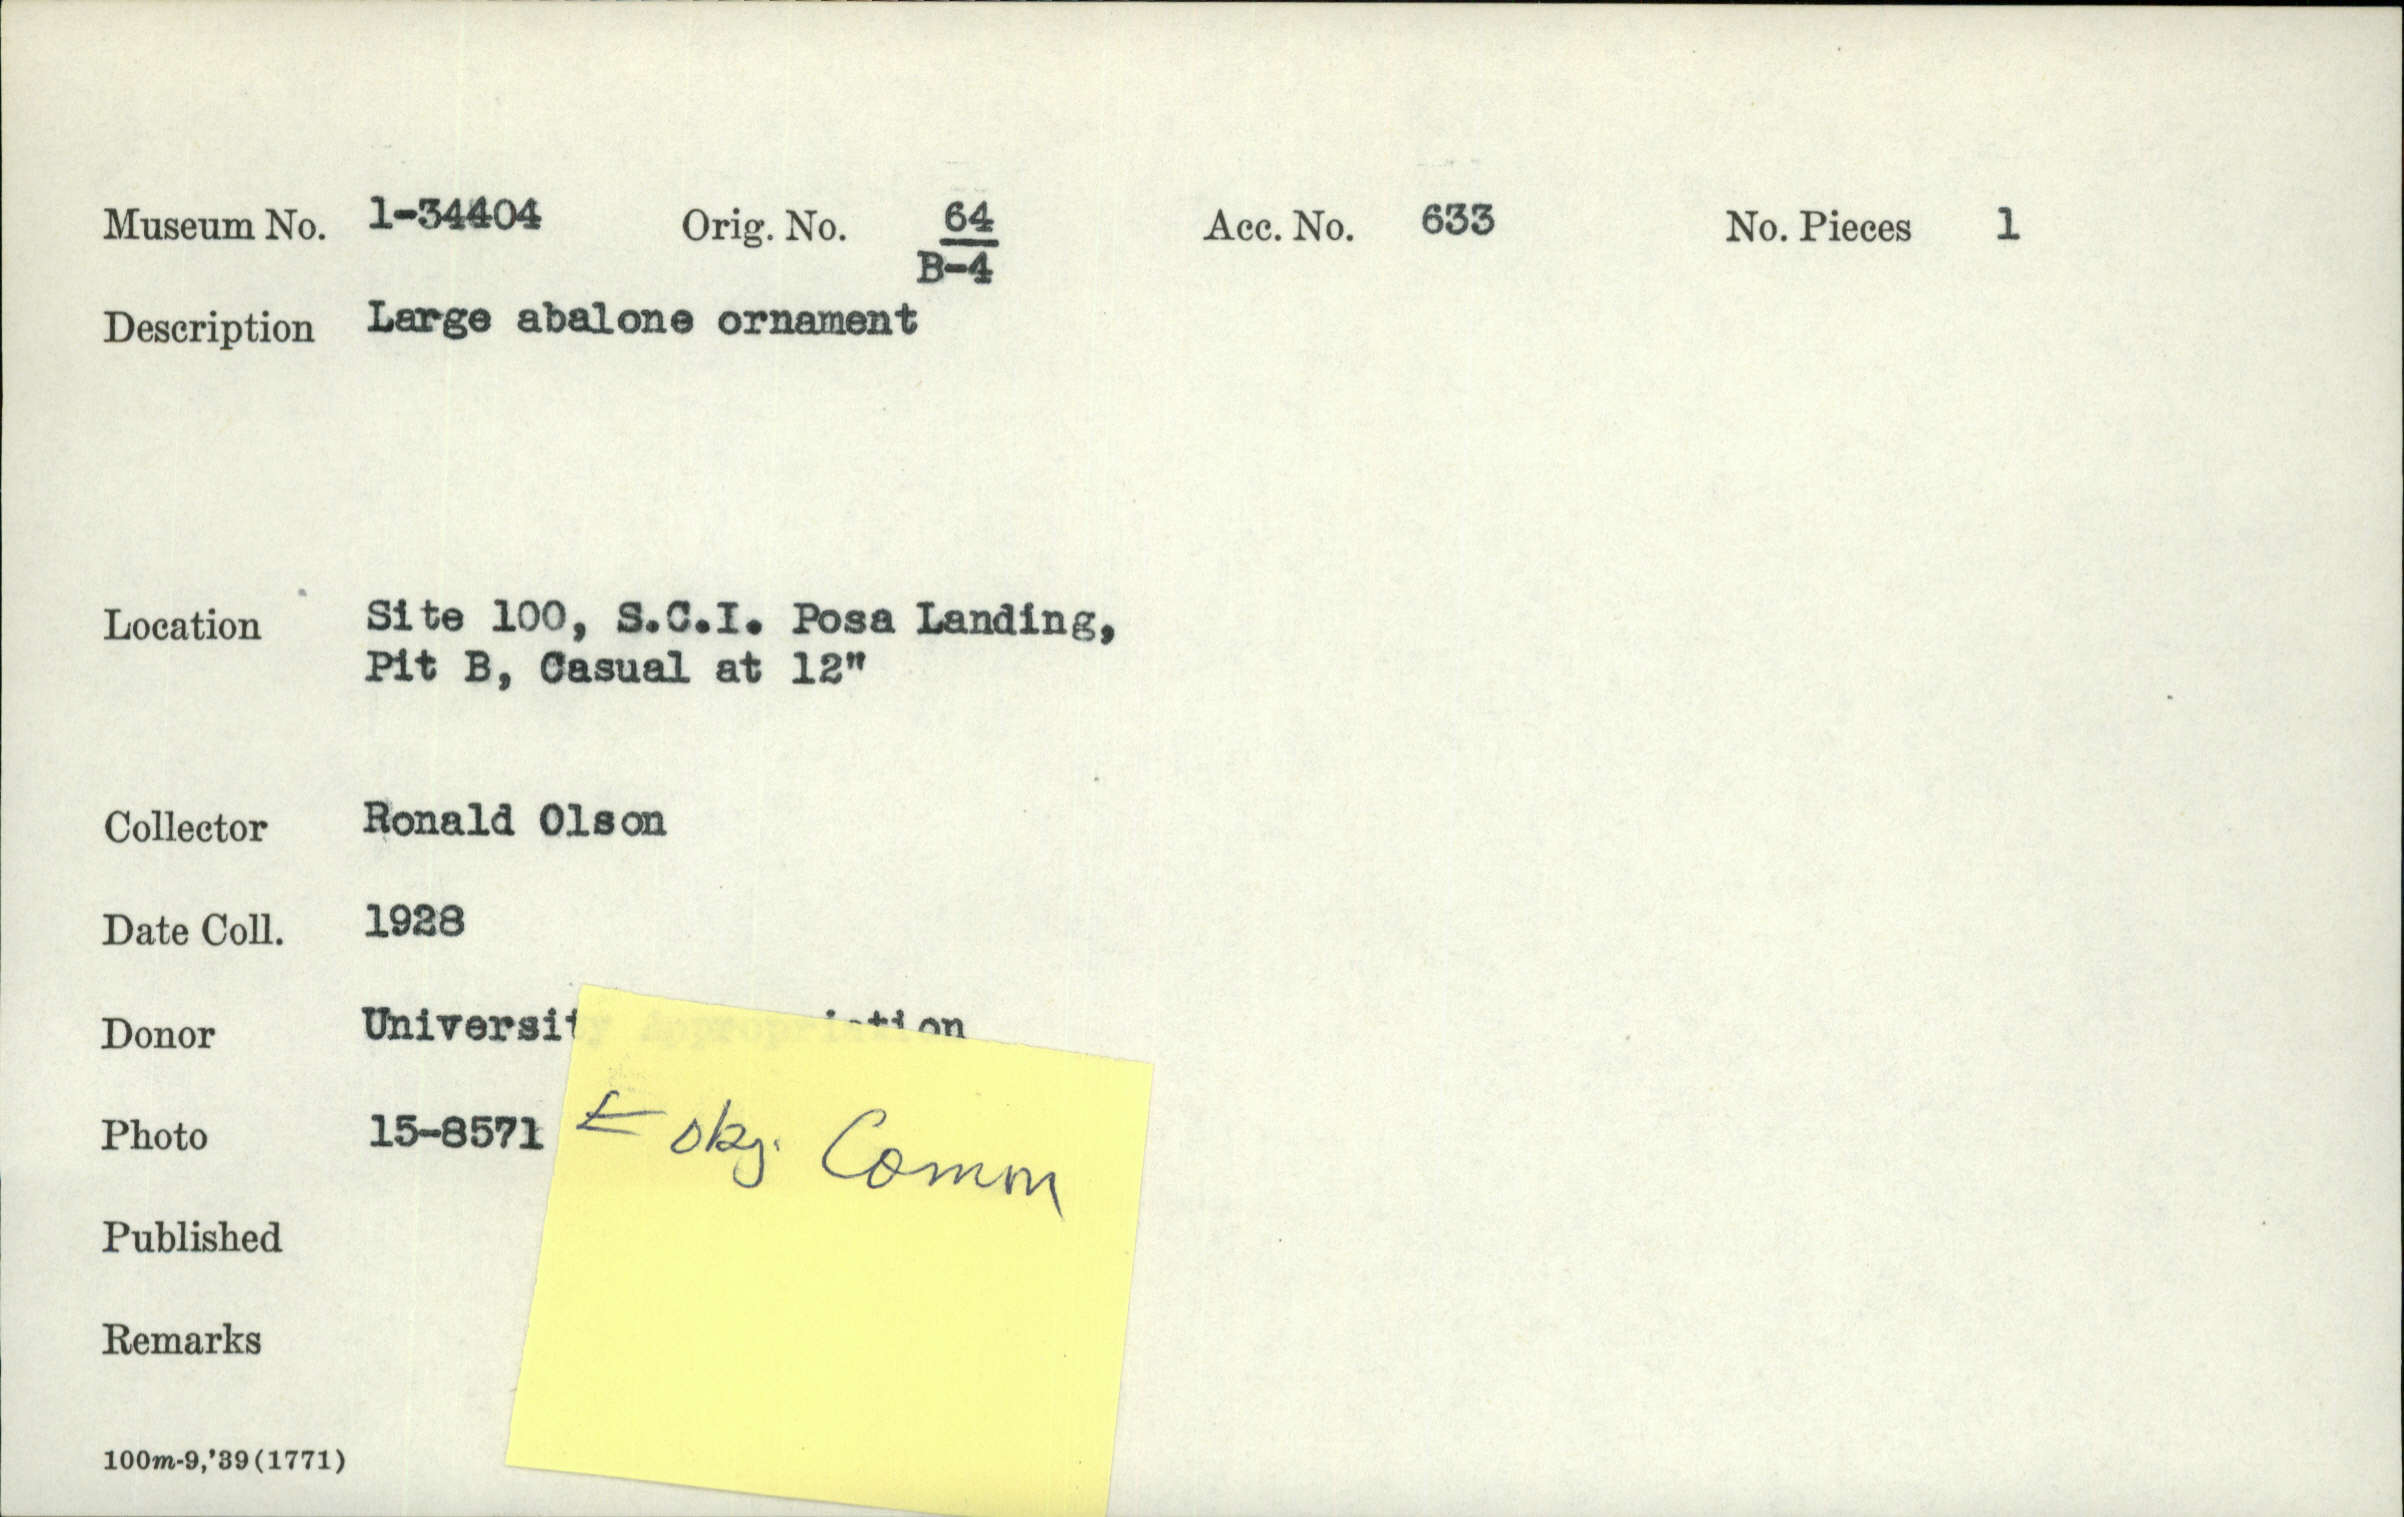 Museum No. 1-34404 Orig. No. 64 Acc. No. 633 No. Pieces 1
B-4
Description Large abalone ornament
Location Site 100, S.C.I. Posa Landing,
Pit B, Casual at 12"
Collector Ronald Olson
Date Coll. 1928
Donor University Appropriation
Photo 15-8571
← obj. Comm
Published
Remarks
100m-9,'39(1771)